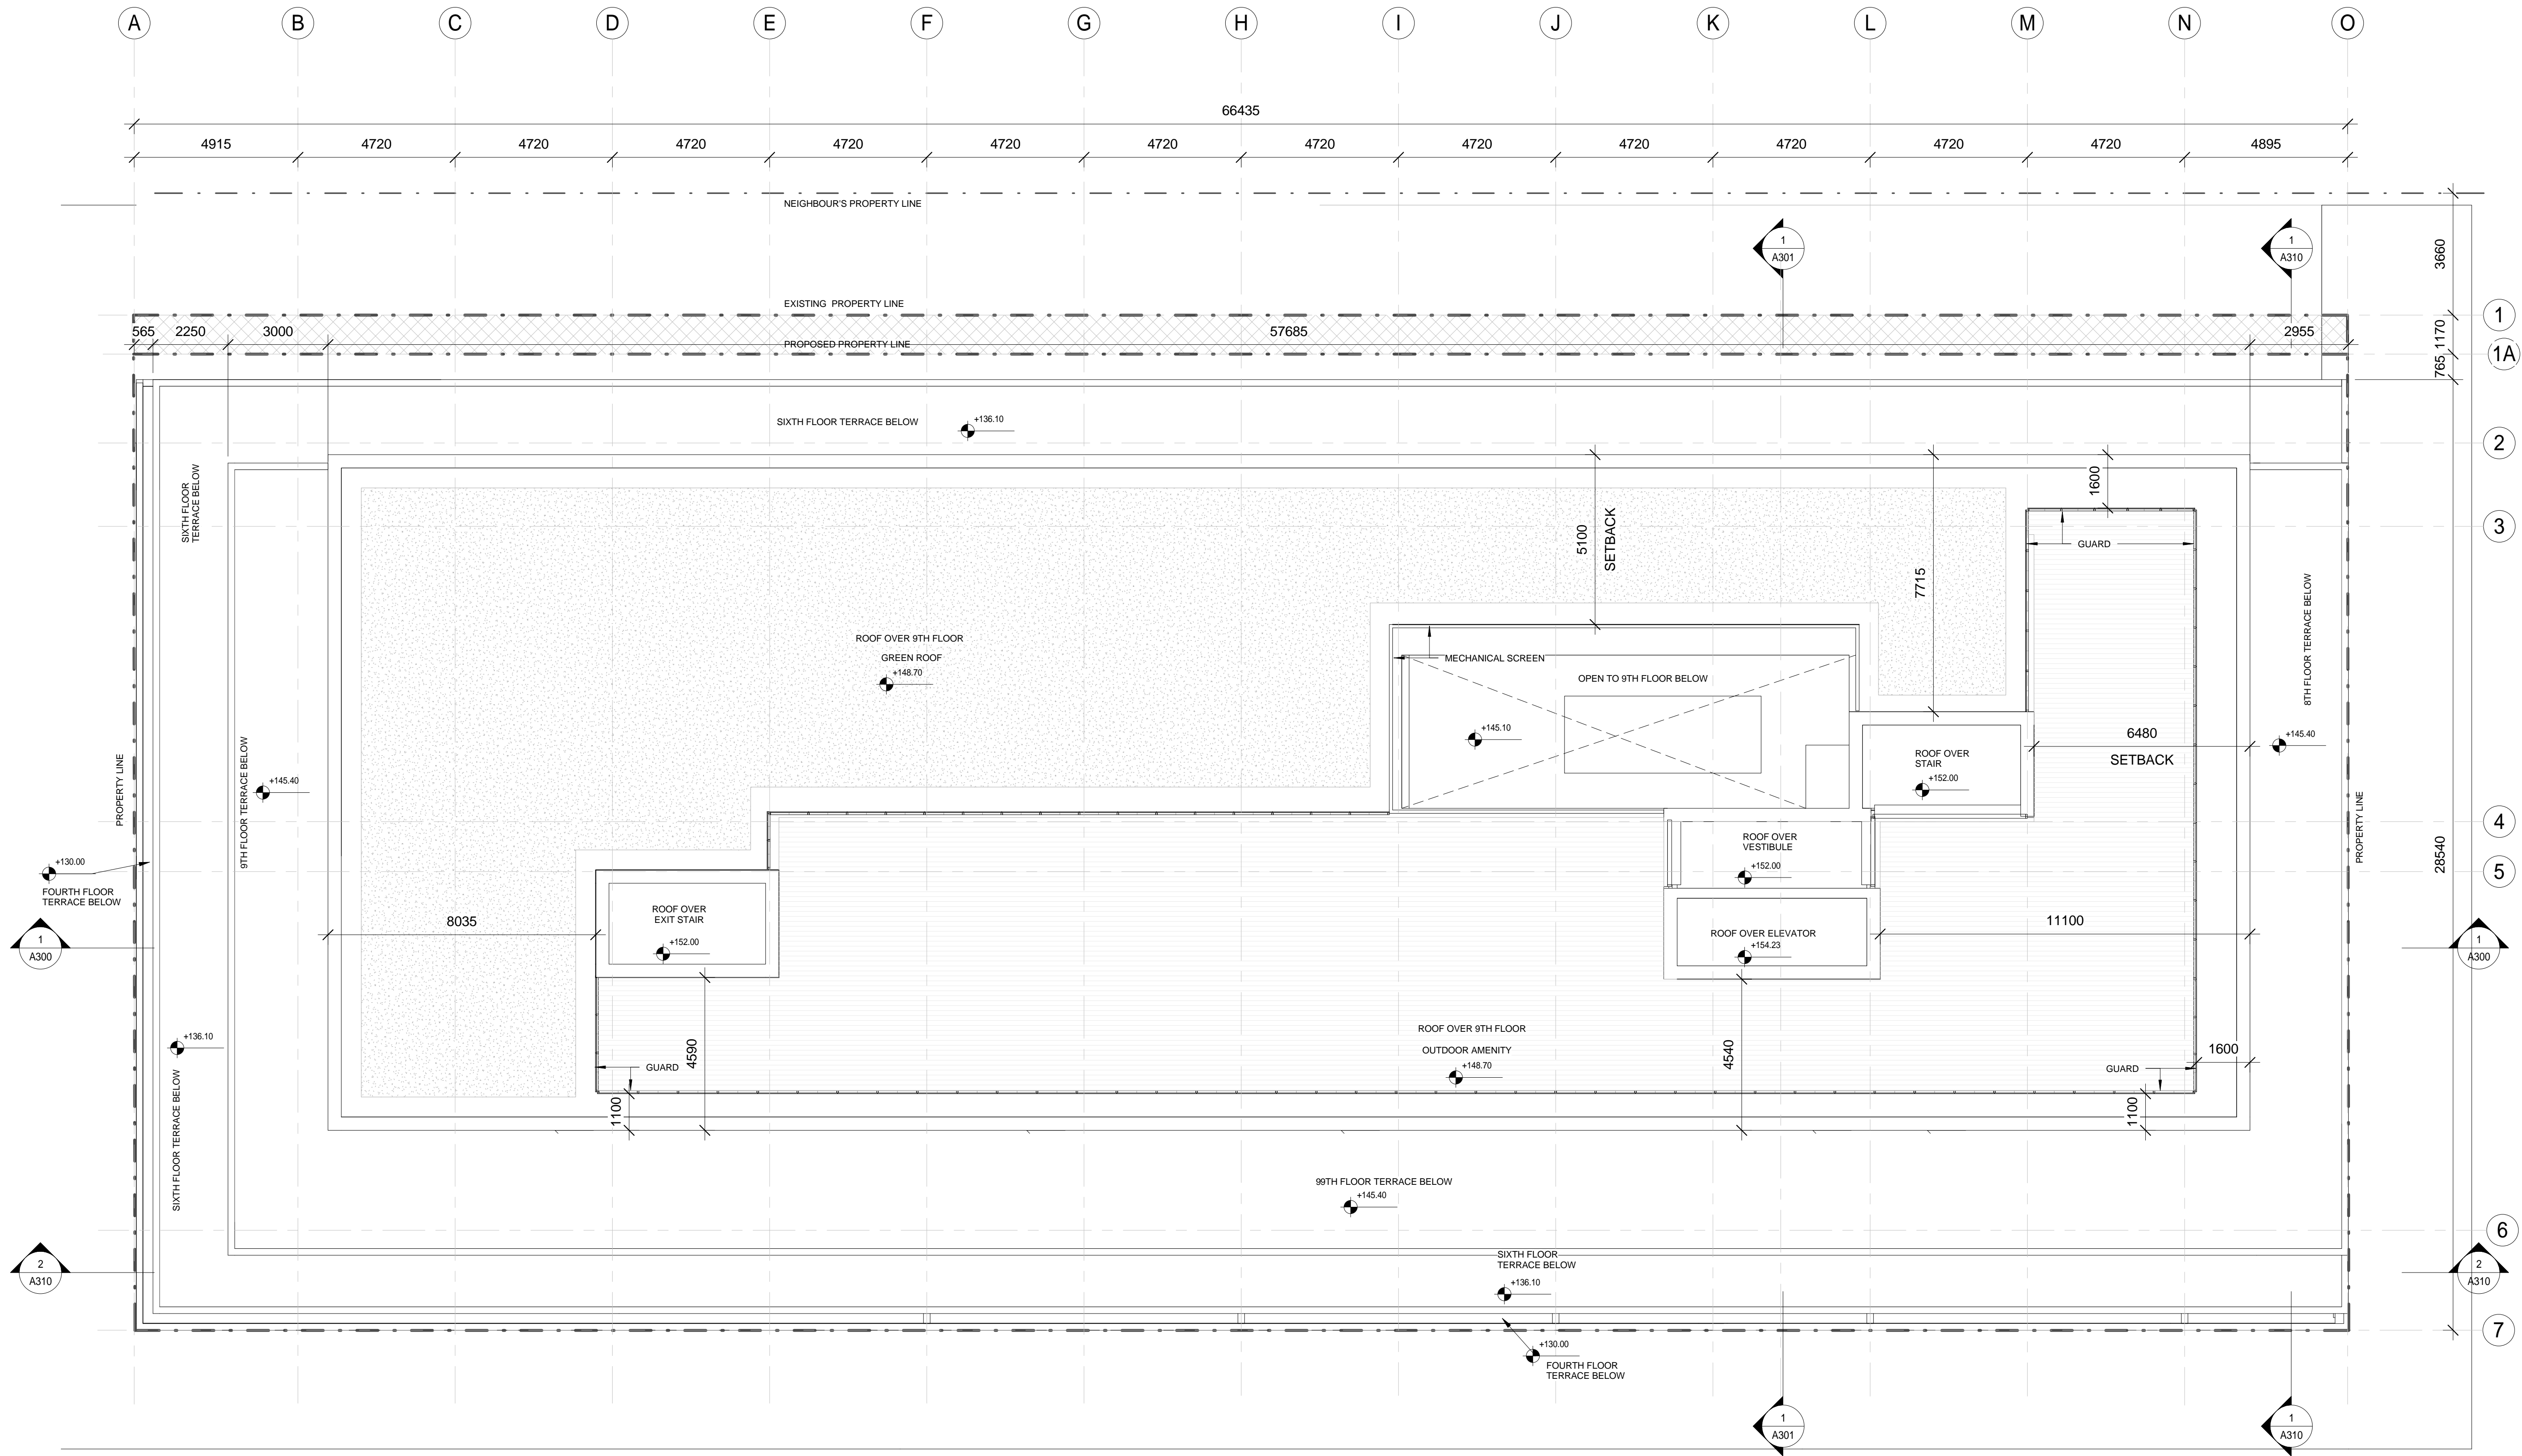 A B C D E F G H I J K L M N O
66435
4915 4720 4720 4720 4720 4720 4720 4720 4720 4720 4720 4720 4720 4895
NEIGHBOUR'S PROPERTY LINE
3660
1
A301
1
A310
EXISTING  PROPERTY LINE
1
565 2250 3000 57685 2955
1170
PROPOSED PROPERTY LINE
1A
765
SIXTH FLOOR TERRACE BELOW
+136.10
2
SIXTH FLOOR
TERRACE BELOW
1600
3
5100
SETBACK
GUARD
7715
8TH FLOOR TERRACE BELOW
ROOF OVER 9TH FLOOR
GREEN ROOF
+148.70
MECHANICAL SCREEN
OPEN TO 9TH FLOOR BELOW
+145.10
6480
SETBACK
+145.40
ROOF OVER
STAIR
+152.00
PROPERTY LINE
9TH FLOOR TERRACE BELOW
+145.40
PROPERTY LINE
4
ROOF OVER
VESTIBULE
+152.00
+130.00
FOURTH FLOOR
TERRACE BELOW
5
28540
ROOF OVER
EXIT STAIR
+152.00
8035
11100
ROOF OVER ELEVATOR
+154.23
1
A300
1
A300
+136.10
SIXTH FLOOR TERRACE BELOW
ROOF OVER 9TH FLOOR
OUTDOOR AMENITY
+148.70
4590
4540
GUARD
1600
GUARD
1100
1100
99TH FLOOR TERRACE BELOW
+145.40
6
SIXTH FLOOR
TERRACE BELOW
+136.10
2
A310
2
A310
7
+130.00
FOURTH FLOOR
TERRACE BELOW
1
A301
1
A310